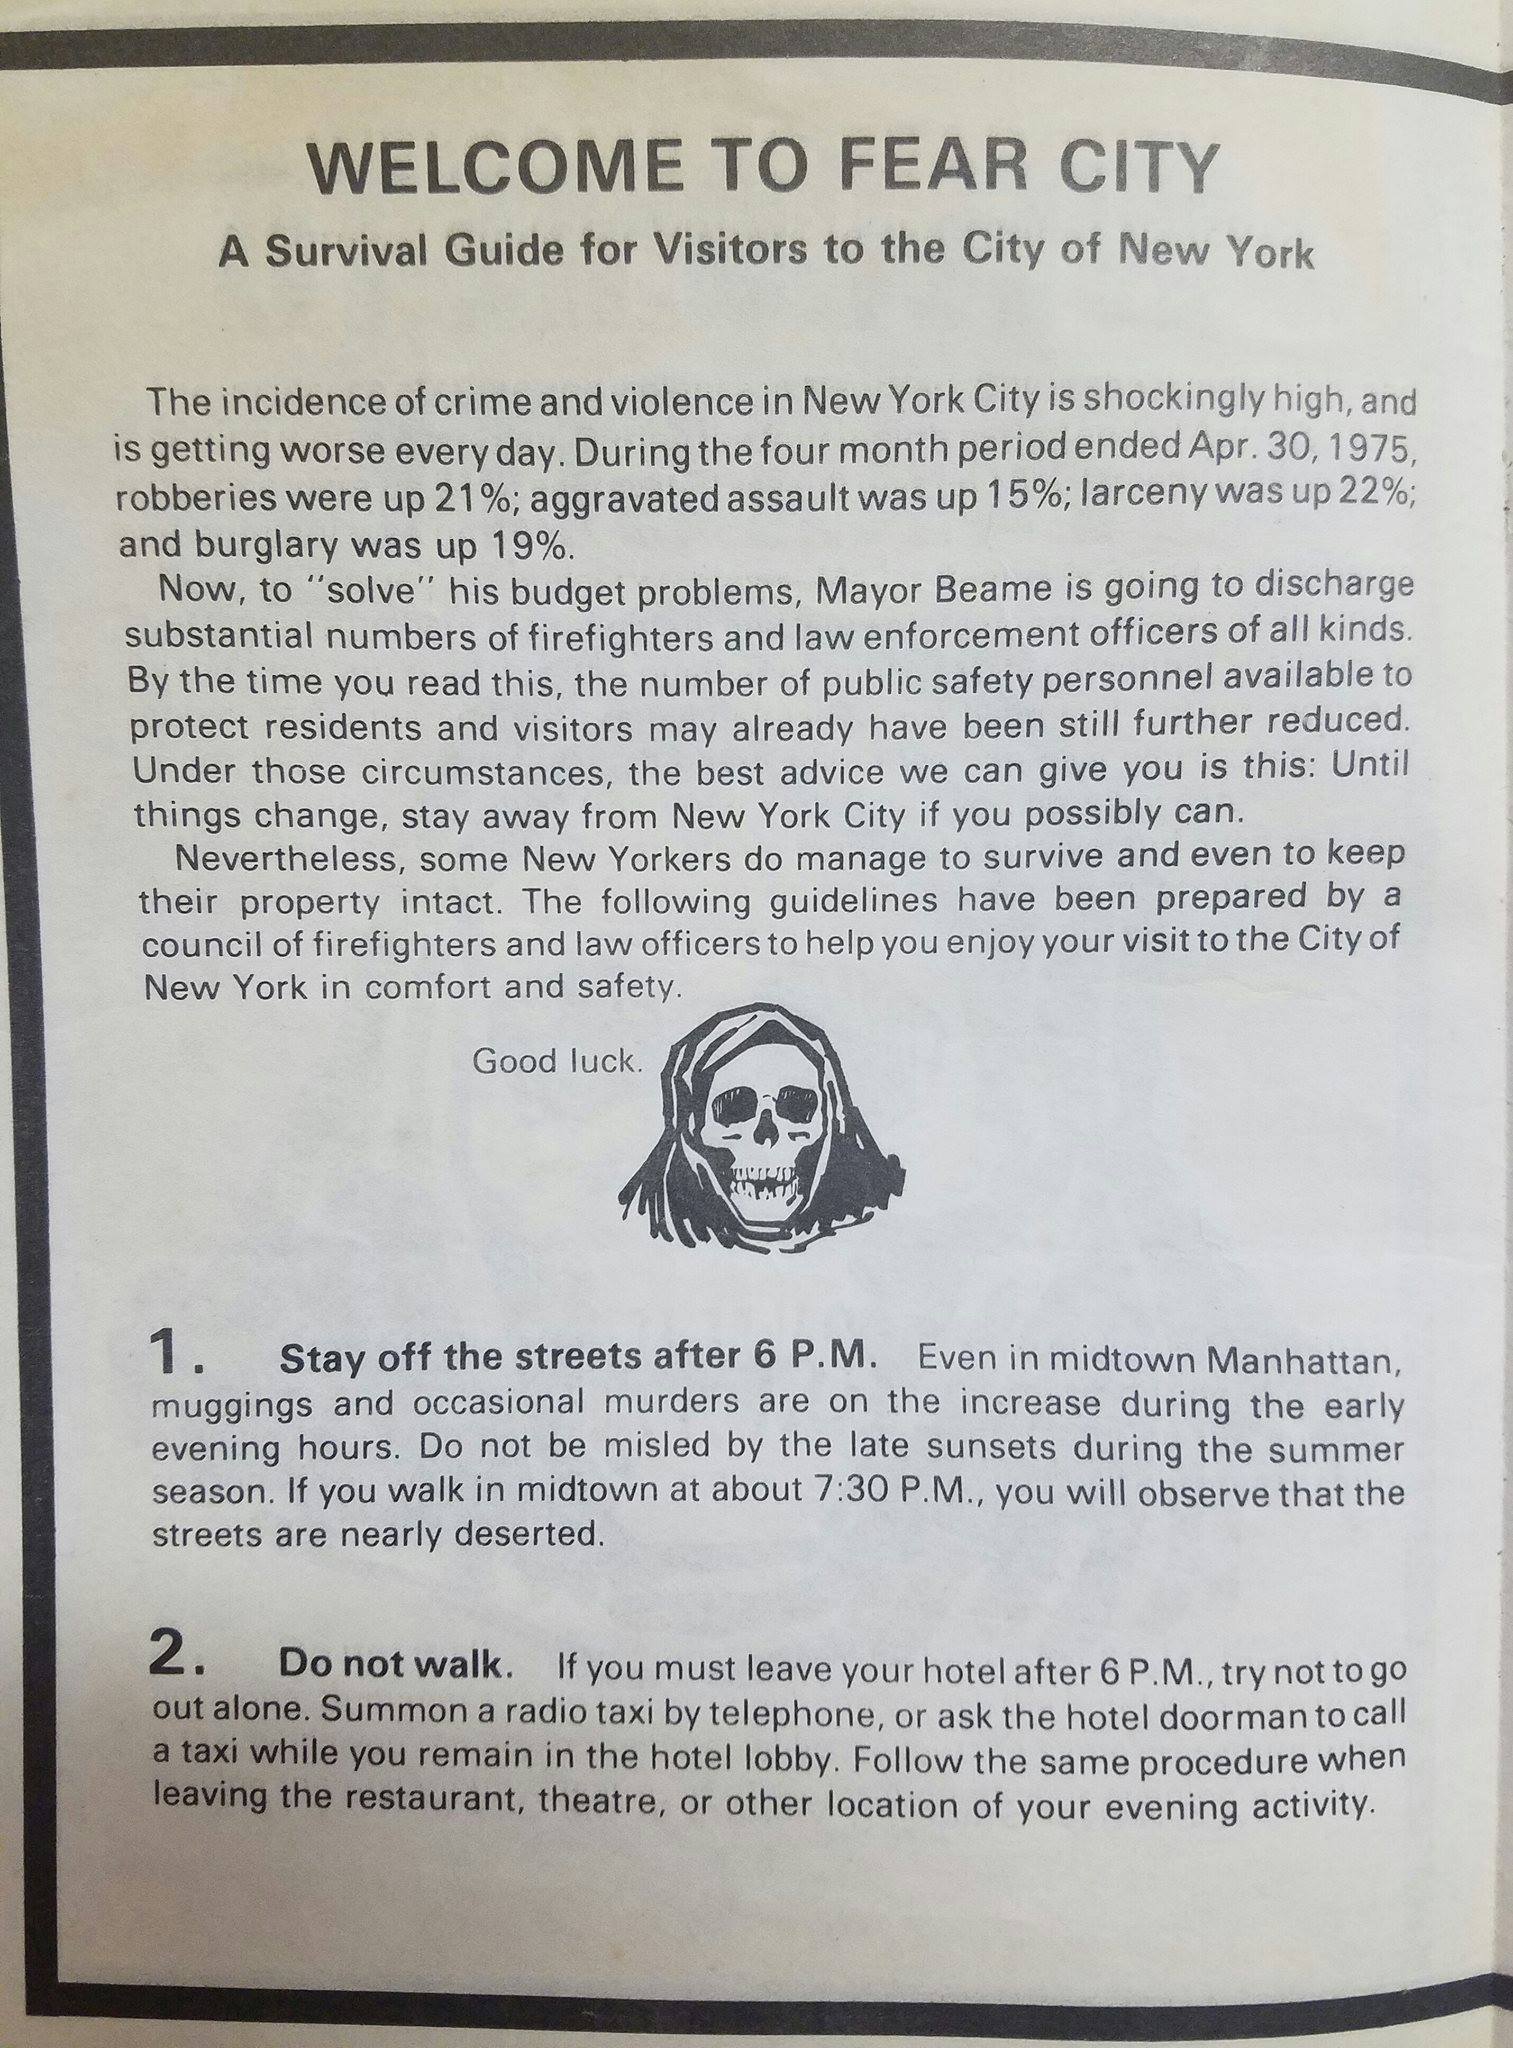 WELCOME TO FEAR CITY
A Survival Guide for Visitors to the City of New York
The incidence of crime and violence in New York City is shockingly high, and
is getting worse every day. During the four month period ended Apr. 30, 1975,
robberies were up 21%; aggravated assault was up 15%; larceny was up 22%;
and burglary was up 19%.
Now, to "solve" his budget problems, Mayor Beame is going to discharge
substantial numbers of firefighters and law enforcement officers of all kinds.
By the time you read this, the number of public safety personnel available to
protect residents and visitors may already have been still further reduced.
Under those circumstances, the best advice we can give you is this: Until
things change, stay away from New York City if you possibly can.
Nevertheless, some New Yorkers do manage to survive and even to keep
their property intact. The following guidelines have been prepared by a
council of firefighters and law officers to help you enjoy your visit to the City of
New York in comfort and safety.
Good luck.
1. Stay off the streets after 6 P.M. Even in midtown Manhattan,
muggings and occasional murders are on the increase during the early
evening hours. Do not be misled by the late sunsets during the summer
season. If you walk in midtown at about 7:30 P.M., you will observe that the
streets are nearly deserted.
2. Do not walk. If you must leave your hotel after 6 P.M., try not to go
out alone. Summon a radio taxi by telephone, or ask the hotel doorman to call
a taxi while you remain in the hotel lobby. Follow the same procedure when
leaving the restaurant, theatre, or other location of your evening activity.